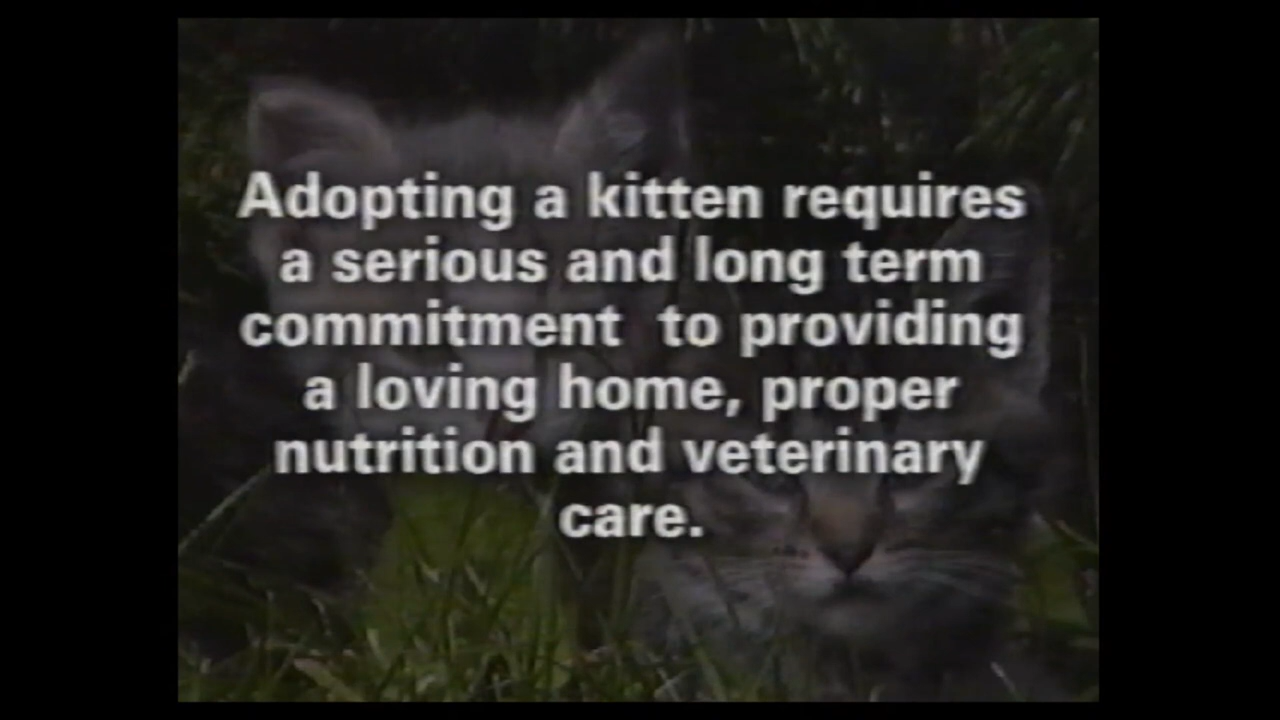 Adopting a kitten requires
a serious and long term
commitment  to providing
a loving home, proper
nutrition and veterinary
care.